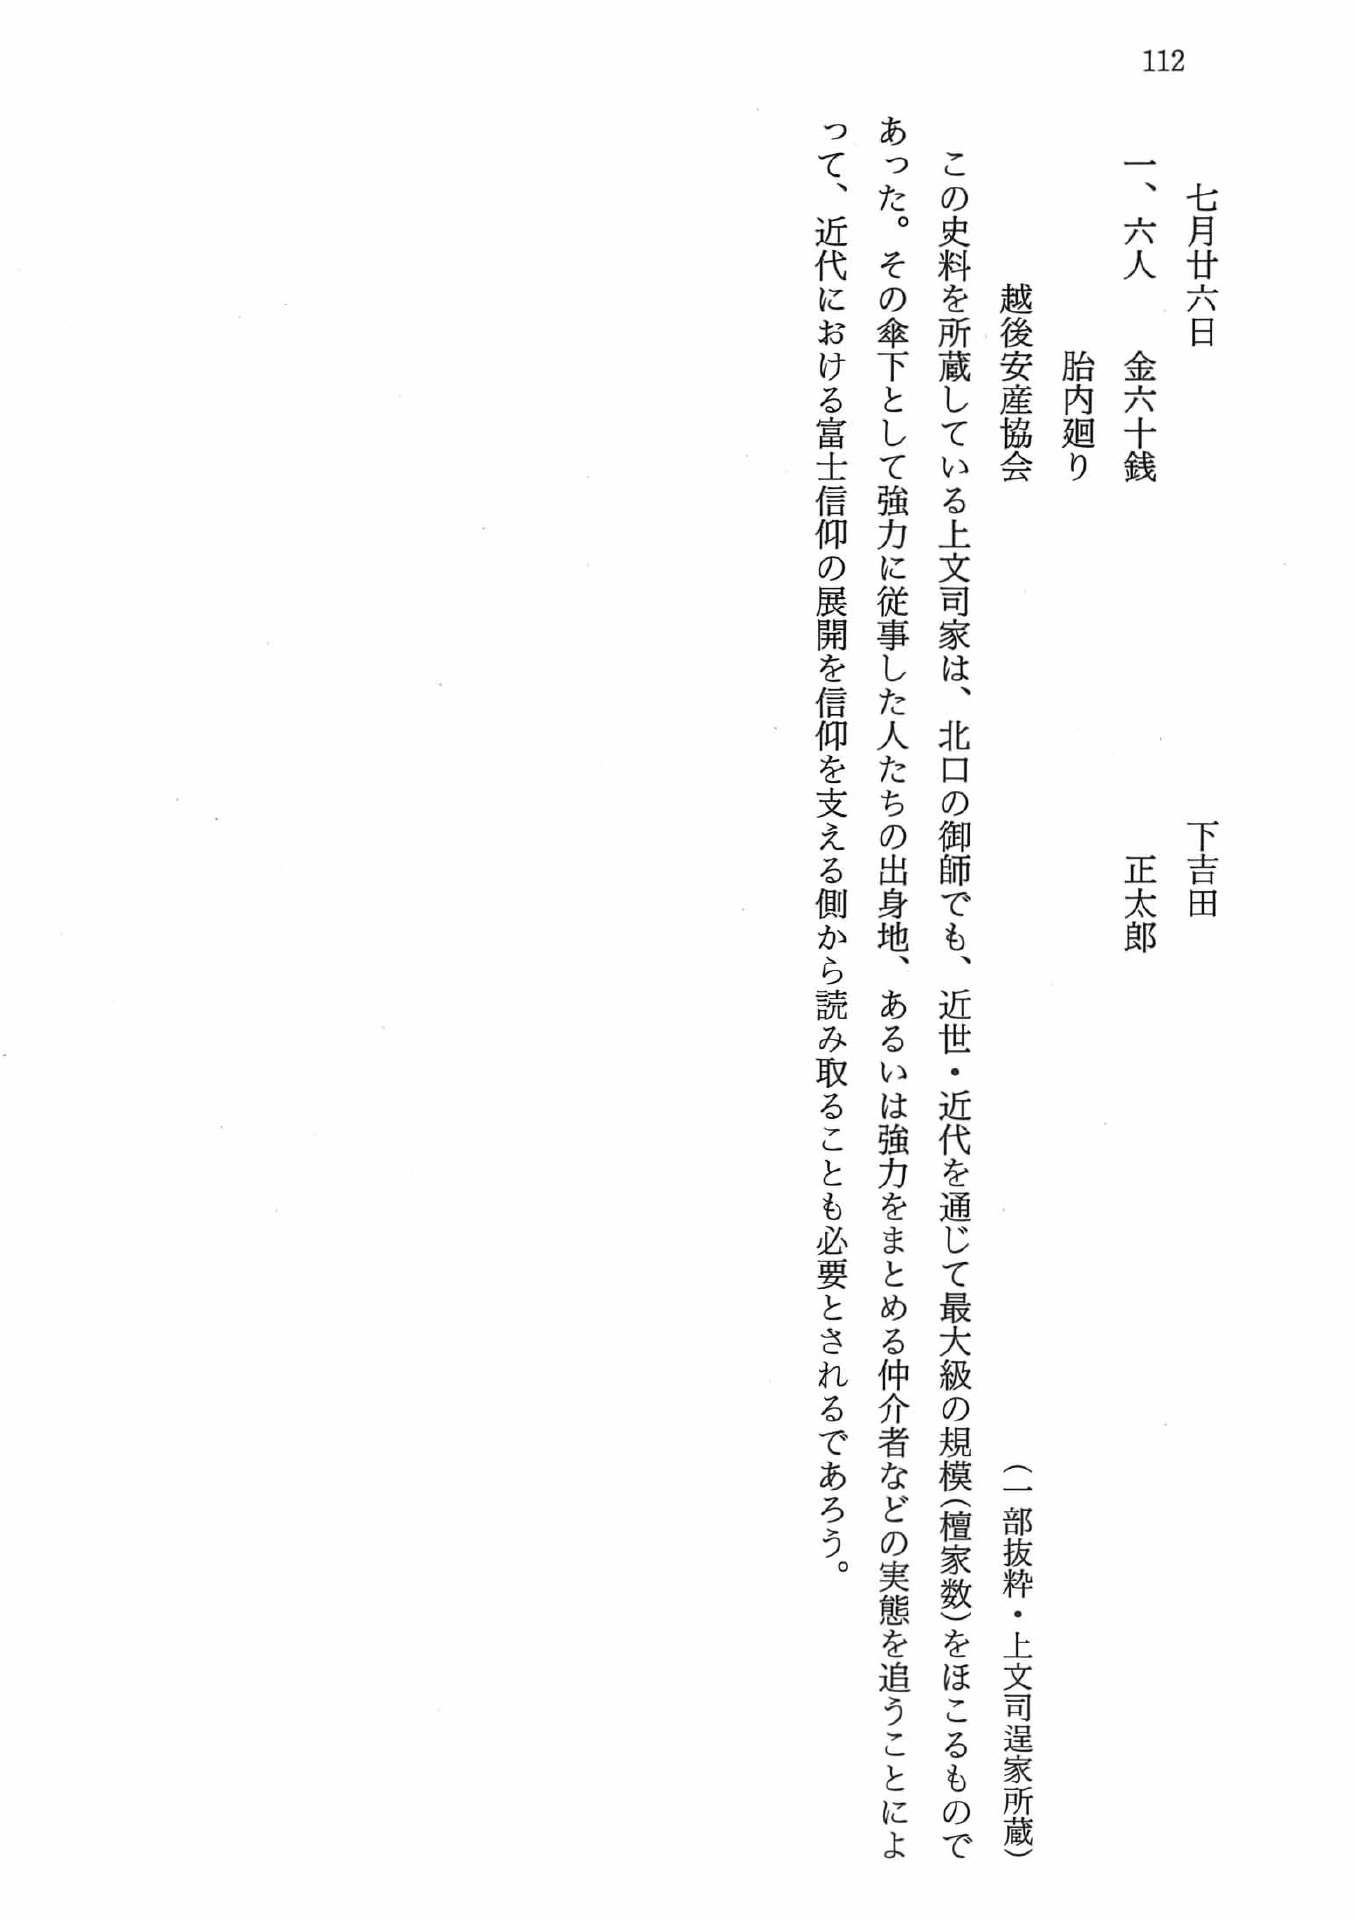 112
七月廿六日　下吉田
一、六人　金六十銭　正太郎
胎内廻り
越後安産協会　（一部抜粋・上文司逞家所蔵）
この史料を所蔵している上文司家は、北口の御師でも、近世・近代を通じて最大級の規模（檀家数）をほこるもので
あった。その傘下として強力に従事した人たちの出身地、あるいは強力をまとめる仲介者などの実態を追うことによ
って、近代における富士信仰の展開を信仰を支える側から読み取ることも必要とされるであろう。